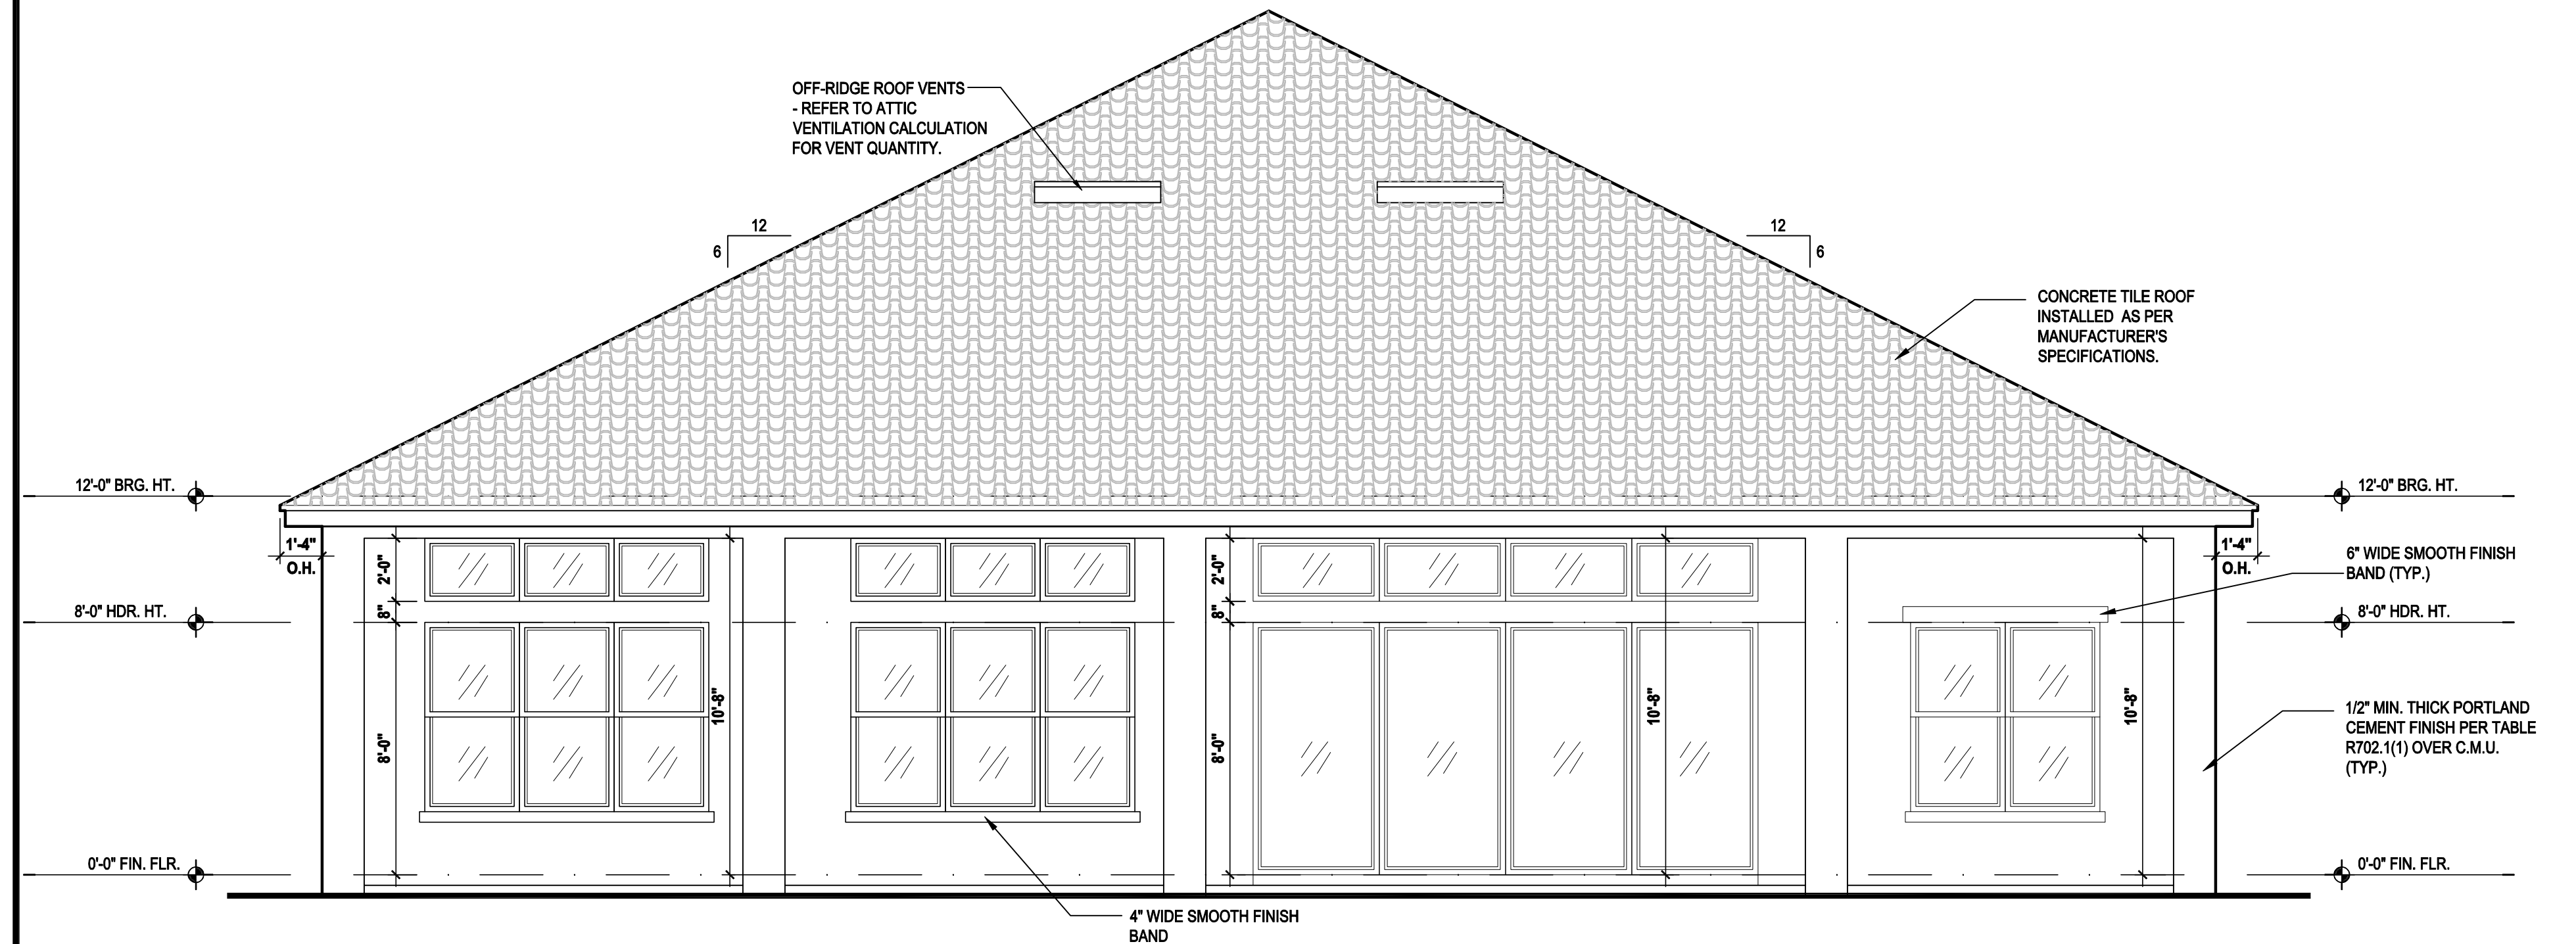 OFF-RIDGE ROOF VENTS
- REFER TO ATTIC
VENTILATION CALCULATION
FOR VENT QUANTITY.
12
6
12
6
CONCRETE TILE ROOF
INSTALLED AS PER
MANUFACTURER'S
SPECIFICATIONS.
12'-0" BRG. HT.
12'-0" BRG. HT.
1'-4"
O.H.
1'-4"
O.H.
2'-0"
2'-0"
6" WIDE SMOOTH FINISH
BAND (TYP.)
8'-0" HDR. HT.
8"
8"
8'-0" HDR. HT.
10'-8"
10'-8"
10'-8"
8'-0"
8'-0"
1/2" MIN. THICK PORTLAND
CEMENT FINISH PER TABLE
R702.1(1) OVER C.M.U.
(TYP.)
0'-0" FIN. FLR.
0'-0" FIN. FLR.
4" WIDE SMOOTH FINISH
BAND